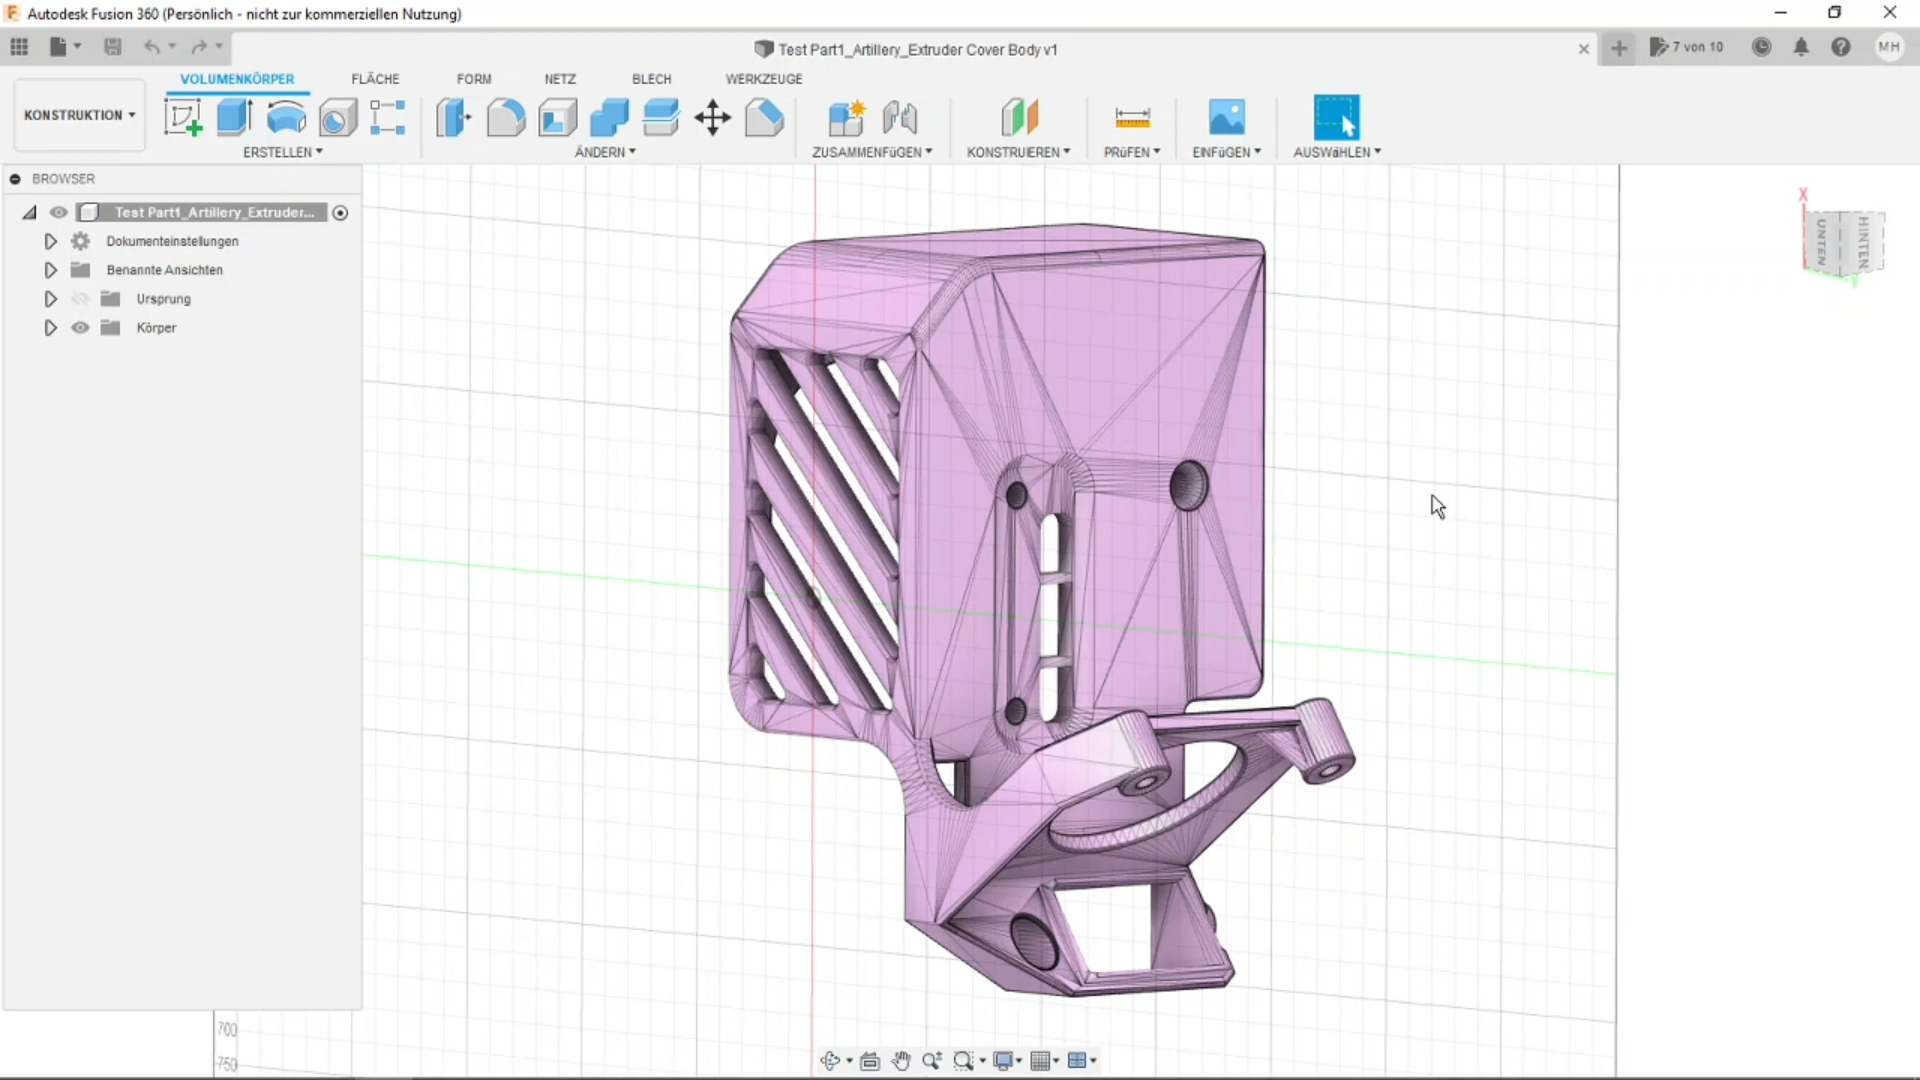 Autodesk Fusion 360 (Persönlich - nicht zur kommerziellen Nutzung)
Test Part1_Artillery_Extruder Cover Body v1
7 von 10
MH
VOLUMENKÖRPER FLÄCHE FORM NETZ BLECH WERKZEUGE
KONSTRUKTION
ERSTELLEN ÄNDERN ZUSAMMENFüGEN KONSTRUIEREN PRüFEN EINFüGEN AUSWäHLEN
BROWSER
Test Part1_Artillery_Extruder...
Dokumenteinstellungen
Benannte Ansichten
Ursprung
Körper
X
UNTEN
HINTEN
Y
700
750